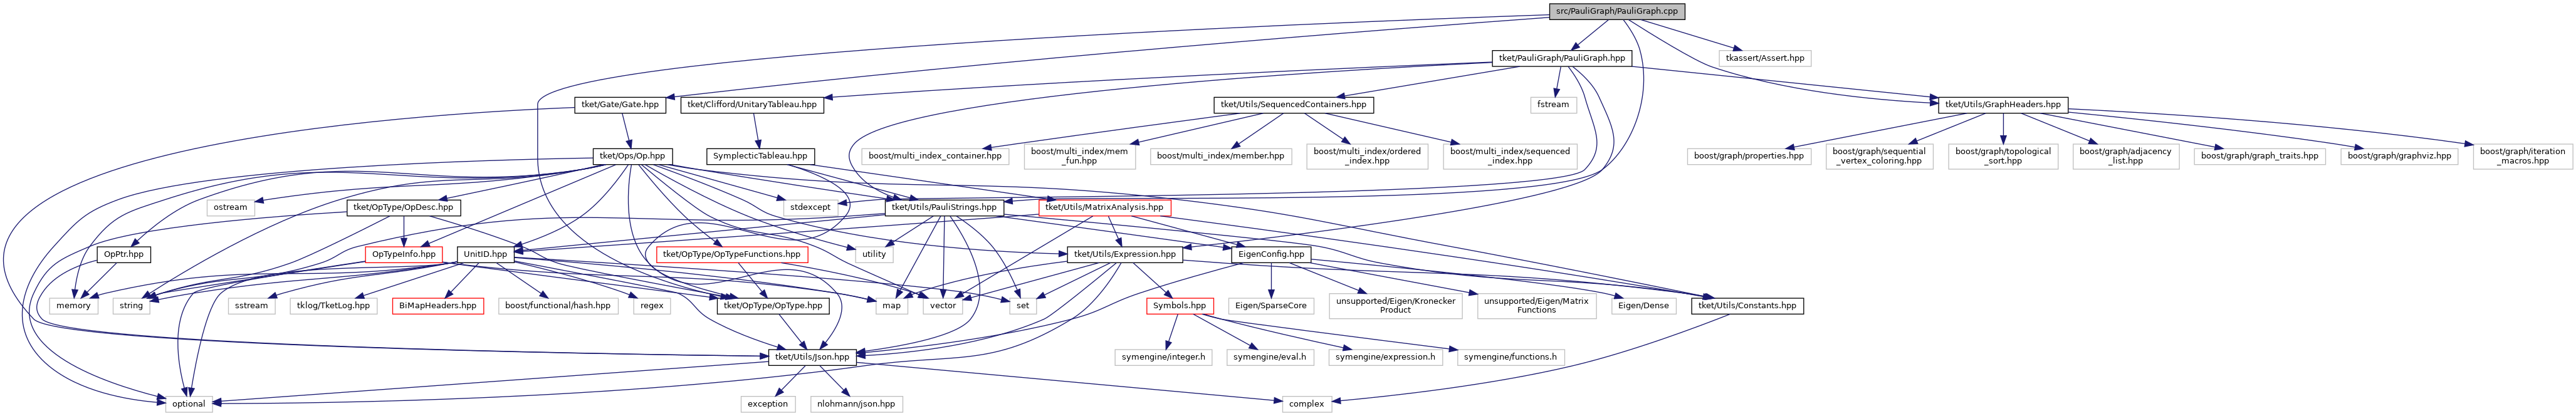 src/PauliGraph/PauliGraph.cpp
tket/PauliGraph/PauliGraph.hpp
tkassert/Assert.hpp
tket/Gate/Gate.hpp
tket/Clifford/UnitaryTableau.hpp
tket/Utils/SequencedContainers.hpp
fstream
tket/Utils/GraphHeaders.hpp
tket/Ops/Op.hpp
SymplecticTableau.hpp
boost/multi_index_container.hpp
boost/multi_index/mem
_fun.hpp
boost/multi_index/member.hpp
boost/multi_index/ordered
_index.hpp
boost/multi_index/sequenced
_index.hpp
boost/graph/properties.hpp
boost/graph/sequential
_vertex_coloring.hpp
boost/graph/topological
_sort.hpp
boost/graph/adjacency
_list.hpp
boost/graph/graph_traits.hpp
boost/graph/graphviz.hpp
boost/graph/iteration
_macros.hpp
ostream
tket/OpType/OpDesc.hpp
stdexcept
tket/Utils/PauliStrings.hpp
tket/Utils/MatrixAnalysis.hpp
OpPtr.hpp
OpTypeInfo.hpp
UnitID.hpp
tket/OpType/OpTypeFunctions.hpp
utility
tket/Utils/Expression.hpp
EigenConfig.hpp
memory
string
sstream
tklog/TketLog.hpp
BiMapHeaders.hpp
boost/functional/hash.hpp
regex
tket/OpType/OpType.hpp
map
vector
set
Symbols.hpp
Eigen/SparseCore
unsupported/Eigen/Kronecker
Product
unsupported/Eigen/Matrix
Functions
Eigen/Dense
tket/Utils/Constants.hpp
tket/Utils/Json.hpp
symengine/integer.h
symengine/eval.h
symengine/expression.h
symengine/functions.h
optional
exception
nlohmann/json.hpp
complex